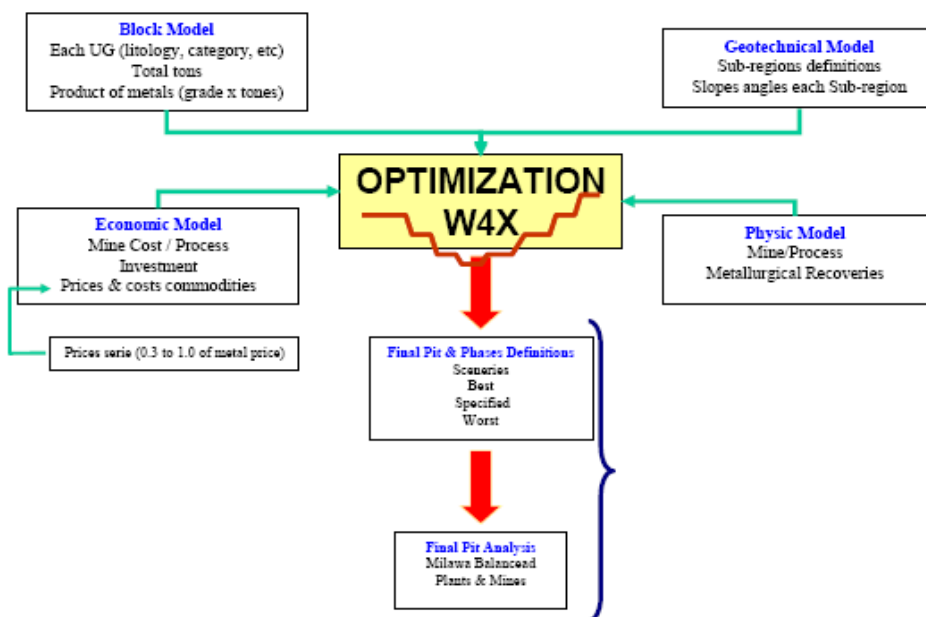 Block Model
Each UG (litology, category, etc)
Total tons
Product of metals (grade x tones)
Geotechnical Model
Sub-regions definitions
Slopes angles each Sub-region
OPTIMIZATION
W4X
Economic Model
Mine Cost / Process
Investment
Prices & costs commodities
Physic Model
Mine/Process
Metallurgical Recoveries
Prices serie (0.3 to 1.0 of metal price)
Final Pit & Phases Definitions
Sceneries
Best
Specified
Worst
Final Pit Analysis
Milawa Balancead
Plants & Mines